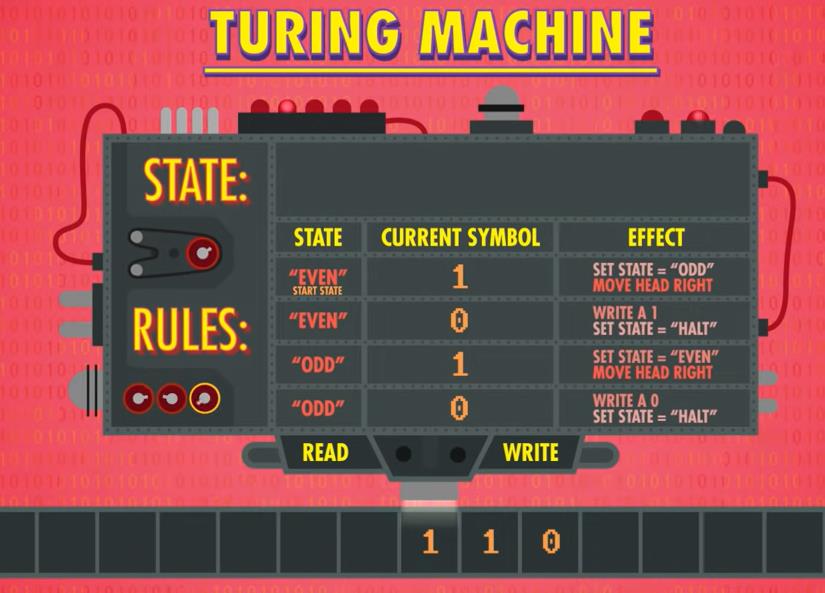 TURING MACHINE
STATE:
RULES:
STATE CURRENT SYMBOL EFFECT
“EVEN” 1 SET STATE = “ODD”
START STATE MOVE HEAD RIGHT
“EVEN” 0 WRITE A 1
SET STATE = “HALT”
“ODD” 1 SET STATE = “EVEN”
MOVE HEAD RIGHT
“ODD” 0 WRITE A 0
SET STATE = “HALT”
READ WRITE
1 1 0